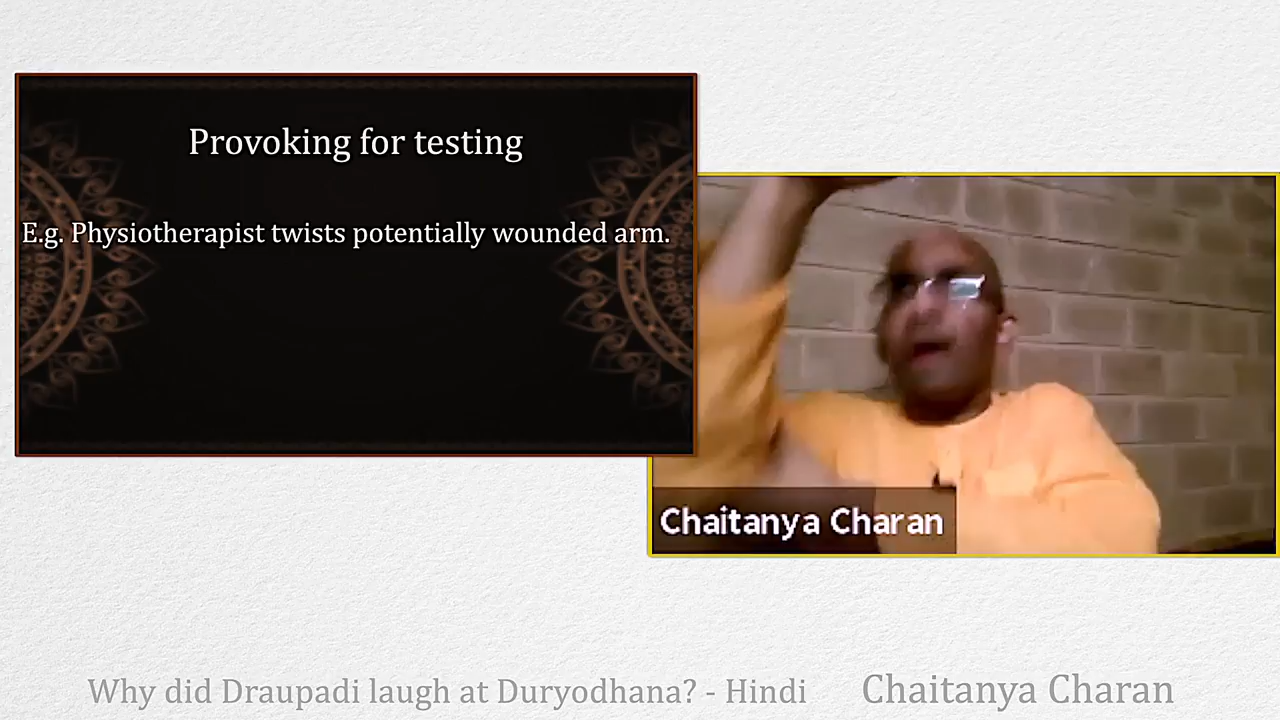 Provoking for testing
E.g. Physiotherapist twists potentially wounded arm.
Chaitanya Charan
Why did Draupadi laugh at Duryodhana? - Hindi
Chaitanya Charan